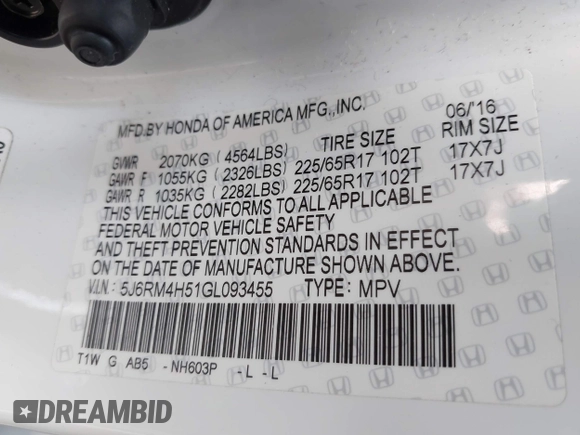 MFD.BY HONDA OF AMERICA MFG.,INC. 06/'16
TIRE SIZE RIM SIZE
GVWR 2070KG (4564LBS)
GAWR F 1055KG (2326LBS) 225/65R17 102T 17X7J
GAWR R 1035KG (2282LBS) 225/65R17 102T 17X7J
THIS VEHICLE CONFORMS TO ALL APPLICABLE
FEDERAL MOTOR VEHICLE SAFETY
AND THEFT PREVENTION STANDARDS IN EFFECT
ON THE DATE OF MANUFACTURE SHOWN ABOVE.
V.I.N.: 5J6RM4H51GL093455 TYPE: MPV
T1W G AB5 -NH603P -L -L
DREAMBID